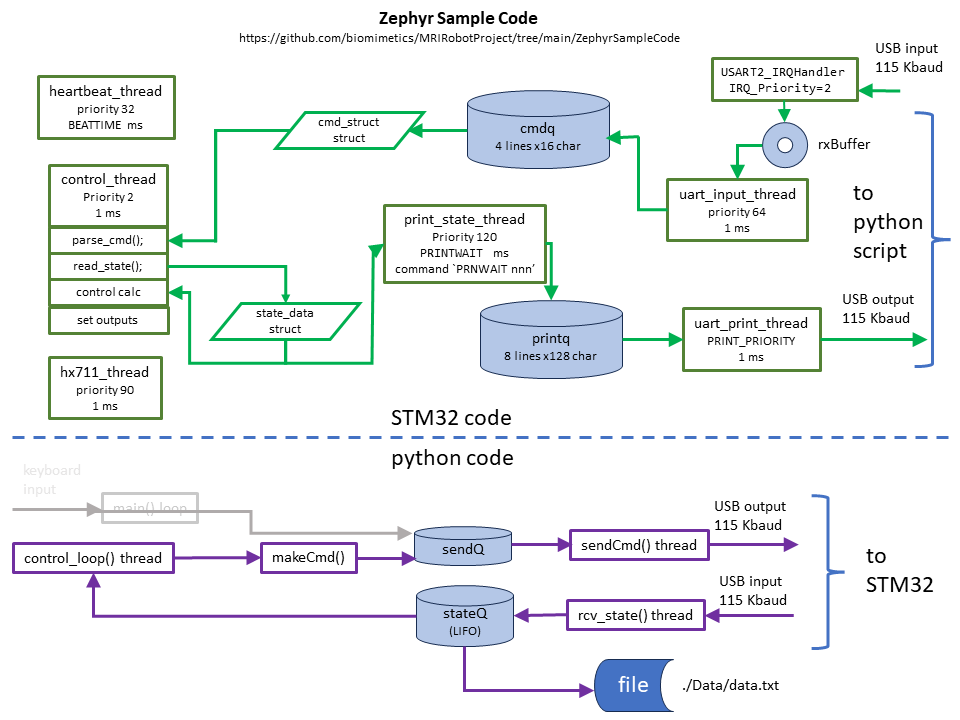 Zephyr Sample Code
https://github.com/biomimetics/MRIRobotProject/tree/main/ZephyrSampleCode
USB input
115 Kbaud
USART2_IRQHandler
IRQ_Priority=2
heartbeat_thread
priority 32
BEATTIME ms
cmd_struct
struct
cmdq
4 lines x16 char
rxBuffer
control_thread
Priority 2
1 ms
parse_cmd();
read_state();
control calc
set outputs
uart_input_thread
priority 64
1 ms
to
python
script
print_state_thread
Priority 120
PRINTWAIT ms
command `PRNWAIT nnn’
state_data
struct
printq
8 lines x128 char
uart_print_thread
PRINT_PRIORITY
1 ms
USB output
115 Kbaud
hx711_thread
priority 90
1 ms
STM32 code
python code
keyboard
input
main() loop
control_loop() thread
makeCmd()
sendQ
sendCmd() thread
USB output
115 Kbaud
to
STM32
stateQ
(LIFO)
rcv_state() thread
USB input
115 Kbaud
file
./Data/data.txt